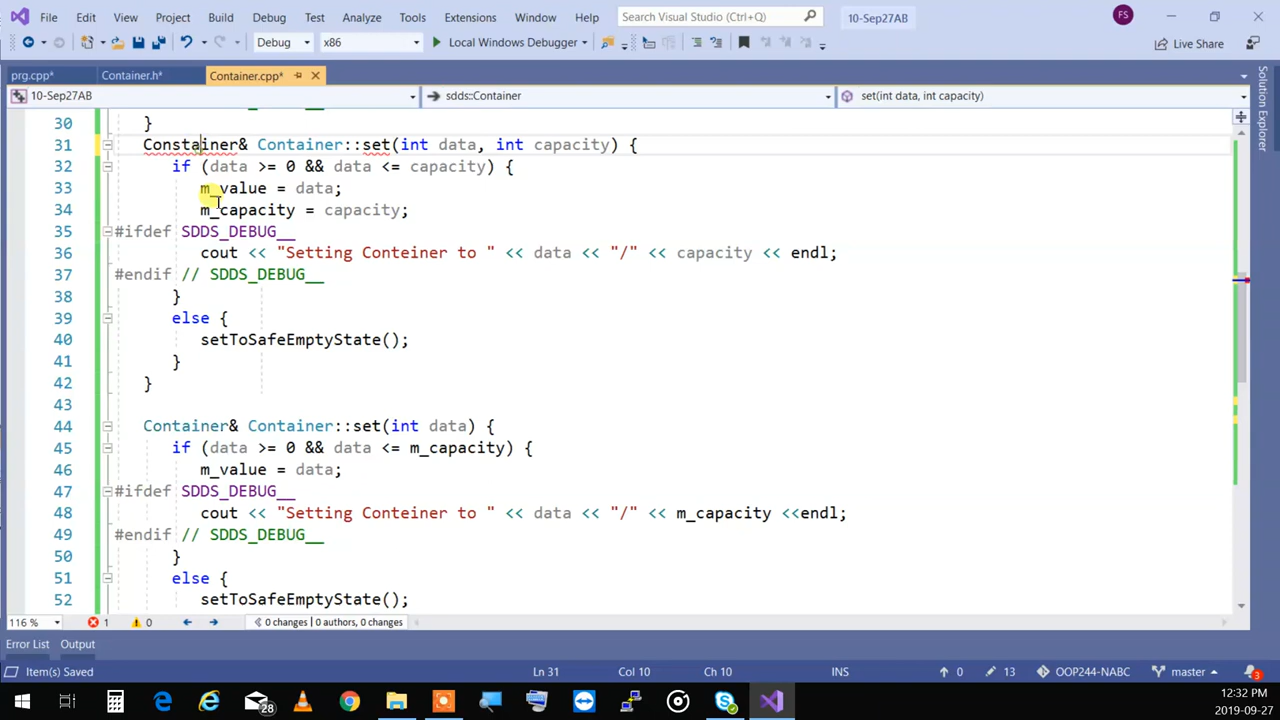 File Edit View Project Build Debug Test Analyze Tools Extensions Window Help Search Visual Studio (Ctrl+Q) 10-Sep27AB FS
Debug x86 Local Windows Debugger Live Share
prg.cpp* Container.h* Container.cpp*
10-Sep27AB sdds::Container set(int data, int capacity)
Solution Explorer
30 }
31 Constainer& Container::set(int data, int capacity) {
32 if (data >= 0 && data <= capacity) {
33 m_value = data;
34 m_capacity = capacity;
35 #ifdef SDDS_DEBUG__
36 cout << "Setting Conteiner to " << data << "/" << capacity << endl;
37 #endif // SDDS_DEBUG__
38 }
39 else {
40 setToSafeEmptyState();
41 }
42 }
43
44 Container& Container::set(int data) {
45 if (data >= 0 && data <= m_capacity) {
46 m_value = data;
47 #ifdef SDDS_DEBUG__
48 cout << "Setting Conteiner to " << data << "/" << m_capacity <<endl;
49 #endif // SDDS_DEBUG__
50 }
51 else {
52 setToSafeEmptyState();
116 % 1 0 0 changes | 0 authors, 0 changes
Error List Output
Item(s) Saved Ln 31 Col 10 Ch 10 INS 0 13 OOP244-NABC master 3
28 12:32 PM
2019-09-27